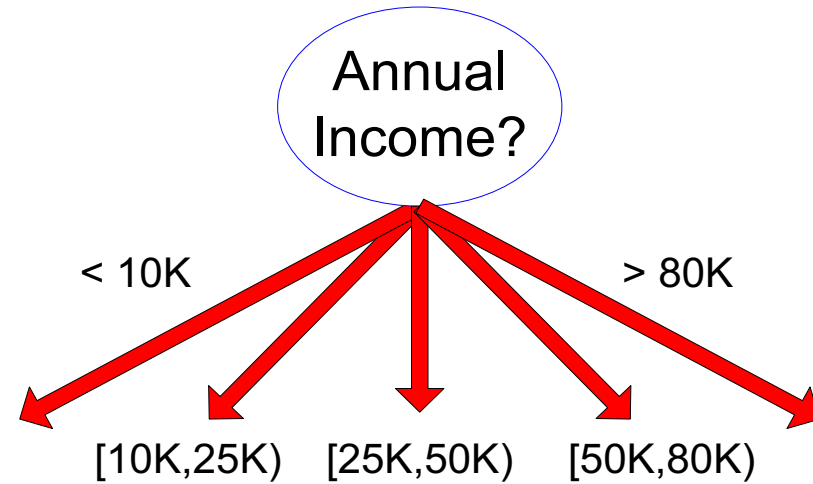 Annual
Income?
< 10K
> 80K
[10K,25K)
[25K,50K)
[50K,80K)